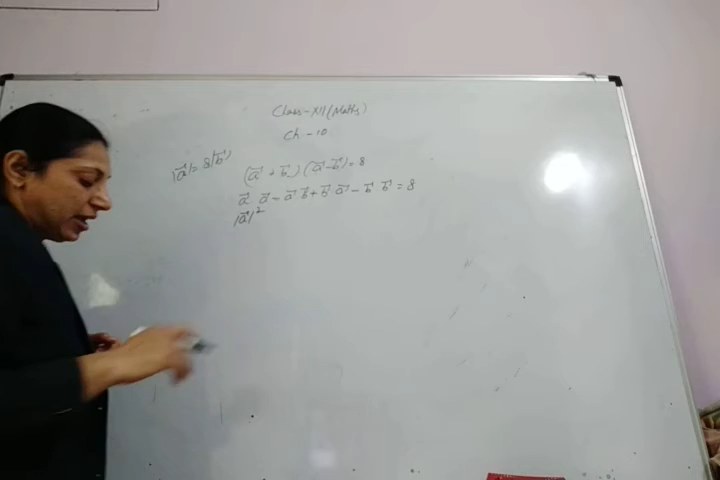 Class-XII (Maths)
Ch - 10
|a⃗| = 8|b⃗|
(a⃗ + b⃗) (a⃗ - b⃗) = 8
a⃗ a⃗ - a⃗ b⃗ + b⃗ a⃗ - b⃗ b⃗ = 8
|a⃗|²